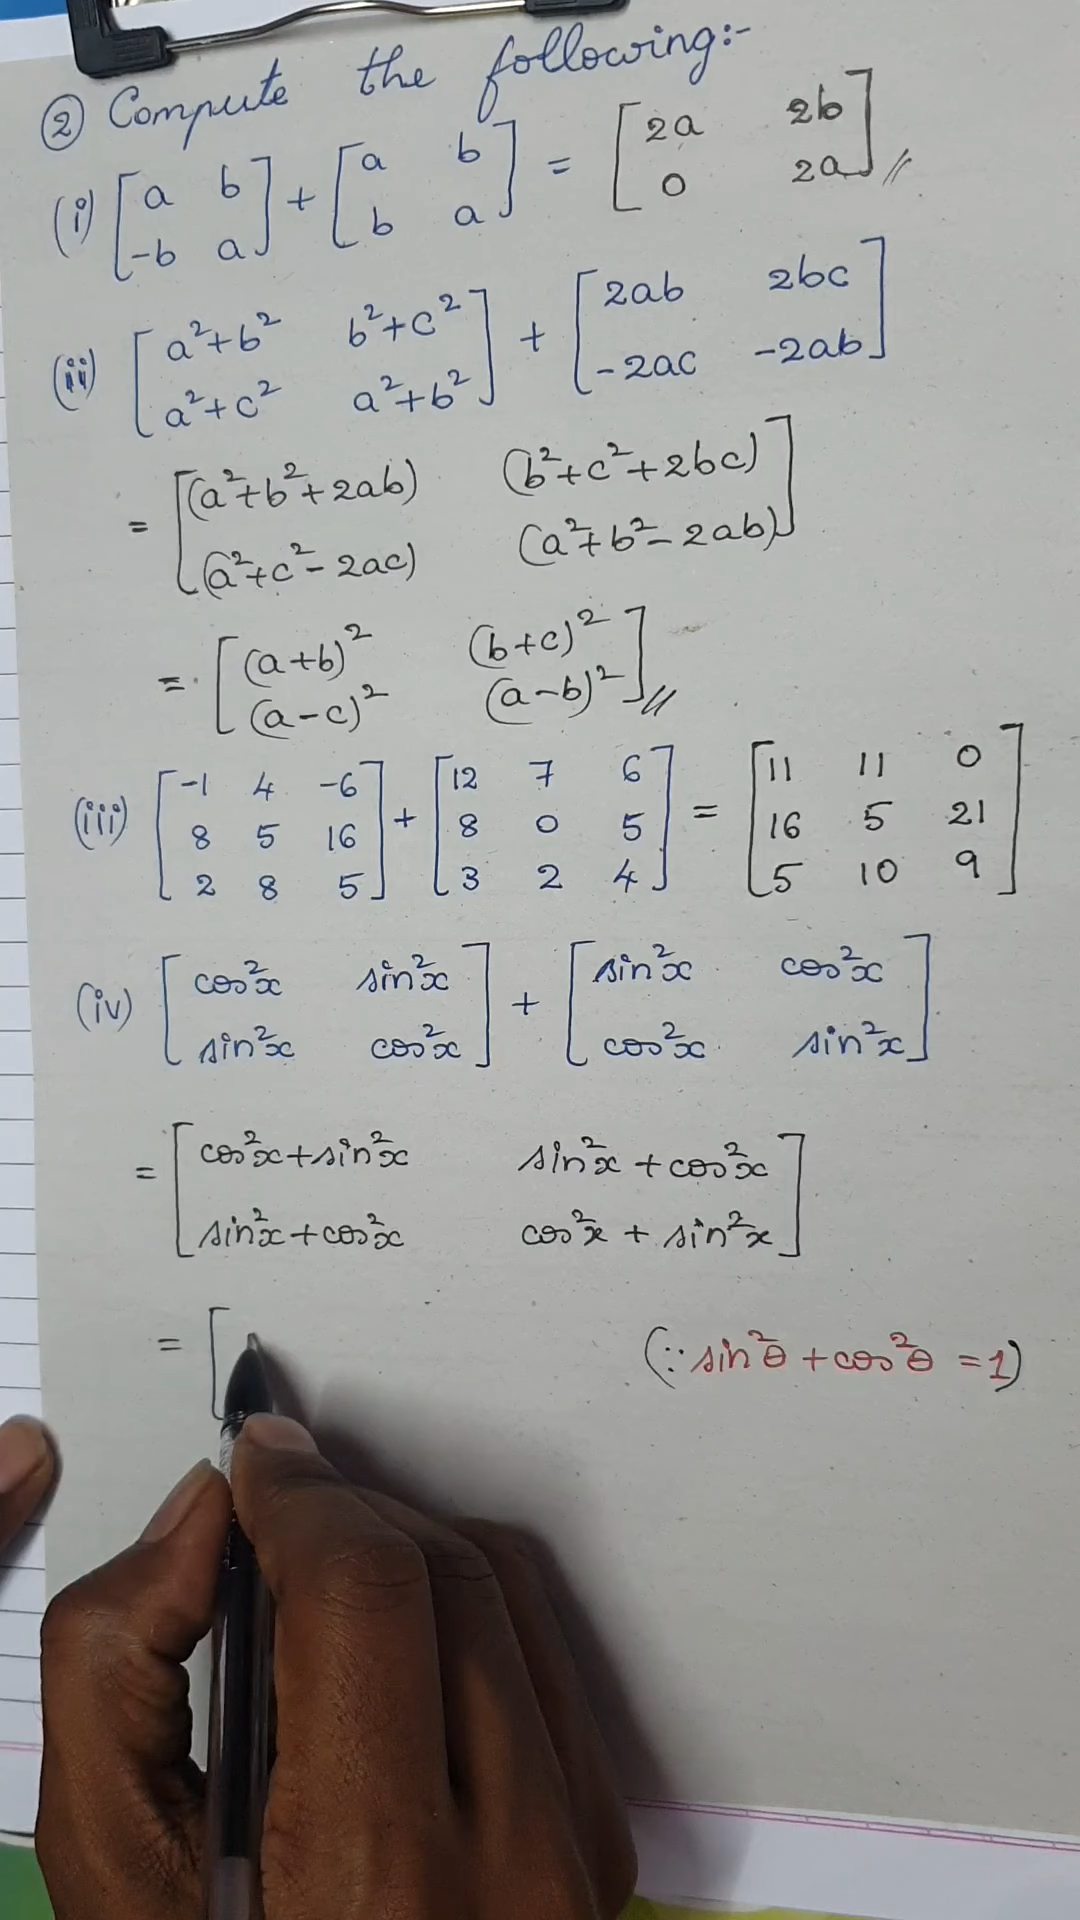 ② Compute the following:-
(i) [a b; -b a] + [a b; b a] = [2a 2b; 0 2a]//
(ii) [a²+b² b²+c²; a²+c² a²+b²] + [2ab 2bc; -2ac -2ab]
= [(a²+b²+2ab) (b²+c²+2bc); (a²+c²-2ac) (a²+b²-2ab)]
= [(a+b)² (b+c)²; (a-c)² (a-b)²]//
(iii) [-1 4 -6; 8 5 16; 2 8 5] + [12 7 6; 8 0 5; 3 2 4] = [11 11 0; 16 5 21; 5 10 9]
(iv) [cos²x sin²x; sin²x cos²x] + [sin²x cos²x; cos²x sin²x]
= [cos²x+sin²x sin²x+cos²x; sin²x+cos²x cos²x+sin²x]
= [ (∵ sin²θ+cos²θ=1)